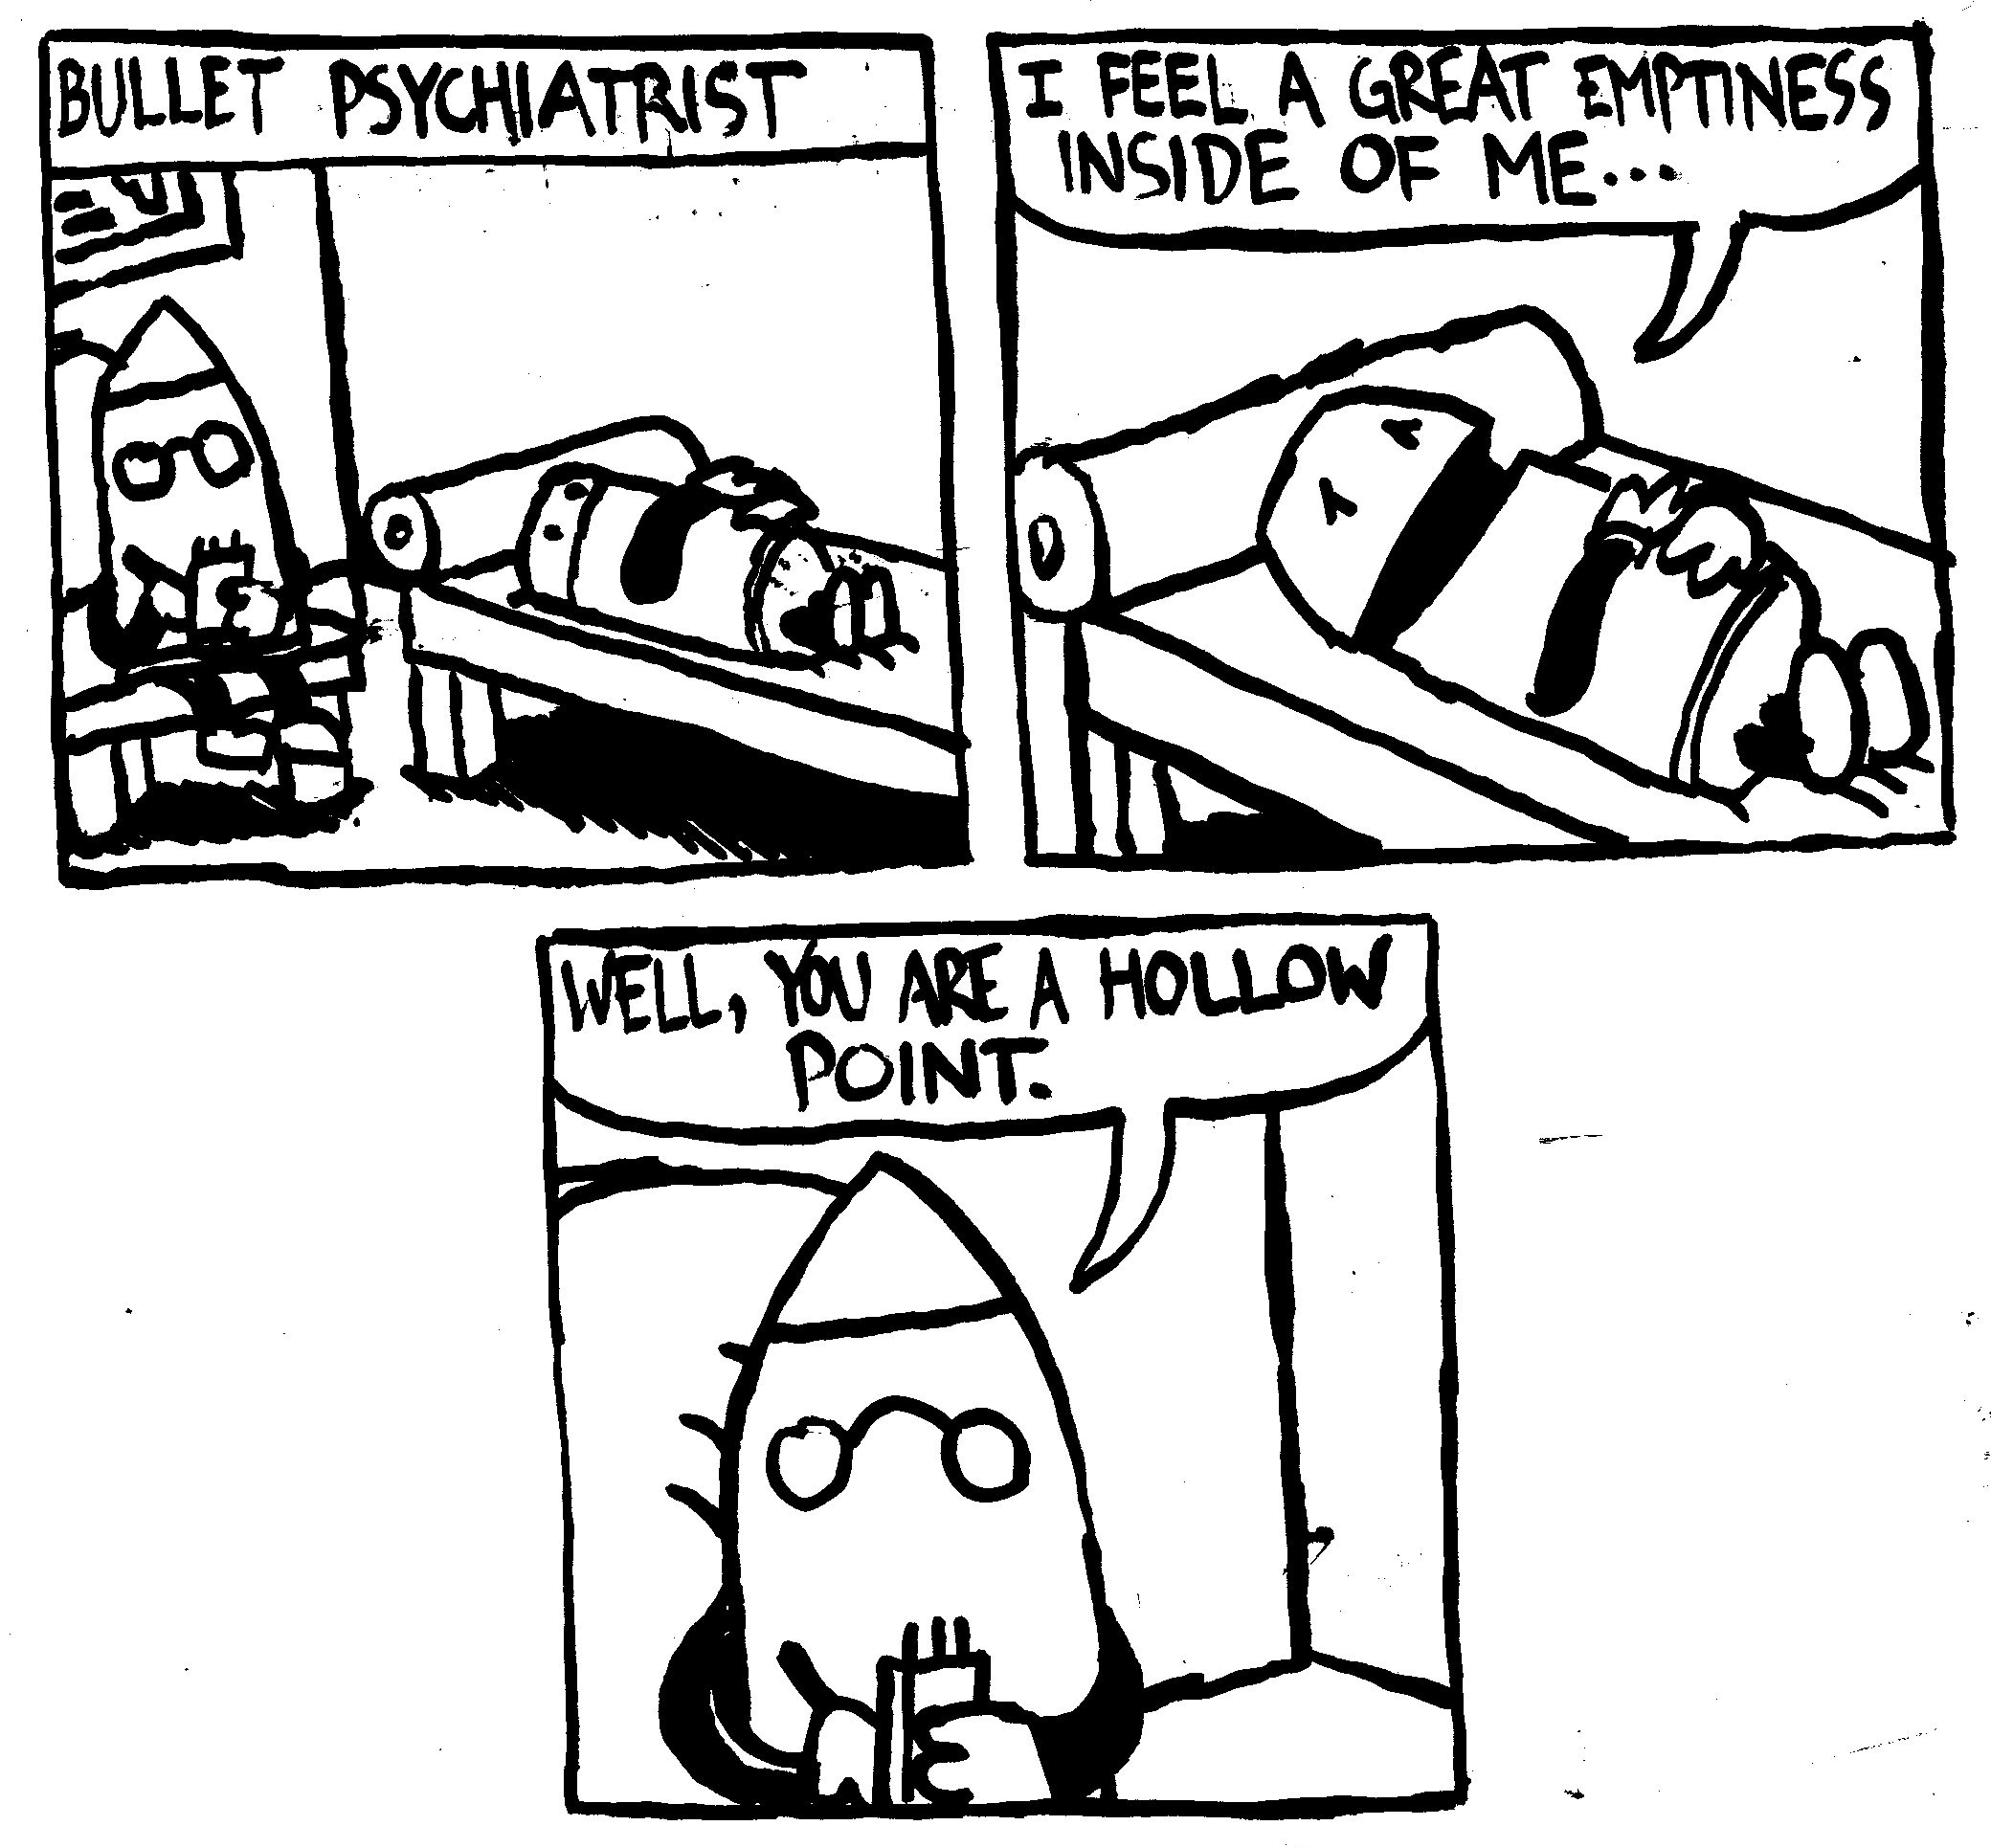 BULLET PSYCHIATRIST
I FEEL A GREAT EMPTINESS
INSIDE OF ME...
WELL, YOU ARE A HOLLOW
POINT.